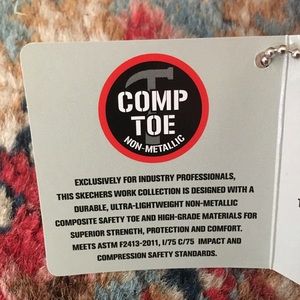 COMP
TOE
NON-METALLIC
EXCLUSIVELY FOR INDUSTRY PROFESSIONALS,
THIS SKECHERS WORK COLLECTION IS DESIGNED WITH A
DURABLE, ULTRA-LIGHTWEIGHT NON-METALLIC
COMPOSITE SAFETY TOE AND HIGH-GRADE MATERIALS FOR
SUPERIOR STRENGTH, PROTECTION AND COMFORT.
MEETS ASTM F2413-2011, I/75 C/75 IMPACT AND
COMPRESSION SAFETY STANDARDS.